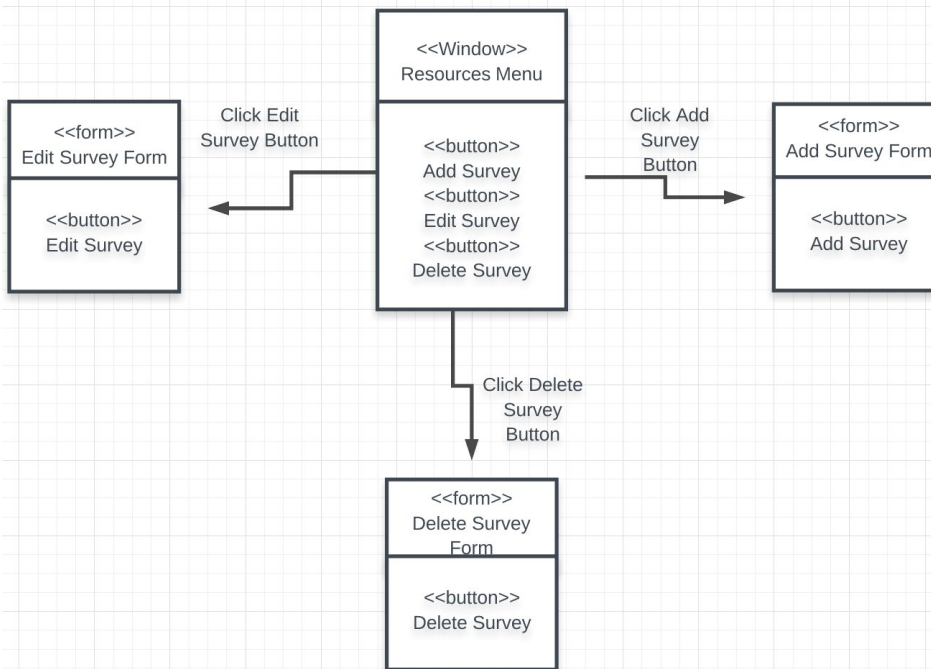 <<Window>>
Resources Menu
<<button>>
Add Survey
<<button>>
Edit Survey
<<button>>
Delete Survey
Click Edit
Survey Button
<<form>>
Edit Survey Form
<<button>>
Edit Survey
Click Add
Survey
Button
<<form>>
Add Survey Form
<<button>>
Add Survey
Click Delete
Survey
Button
<<form>>
Delete Survey
Form
<<button>>
Delete Survey